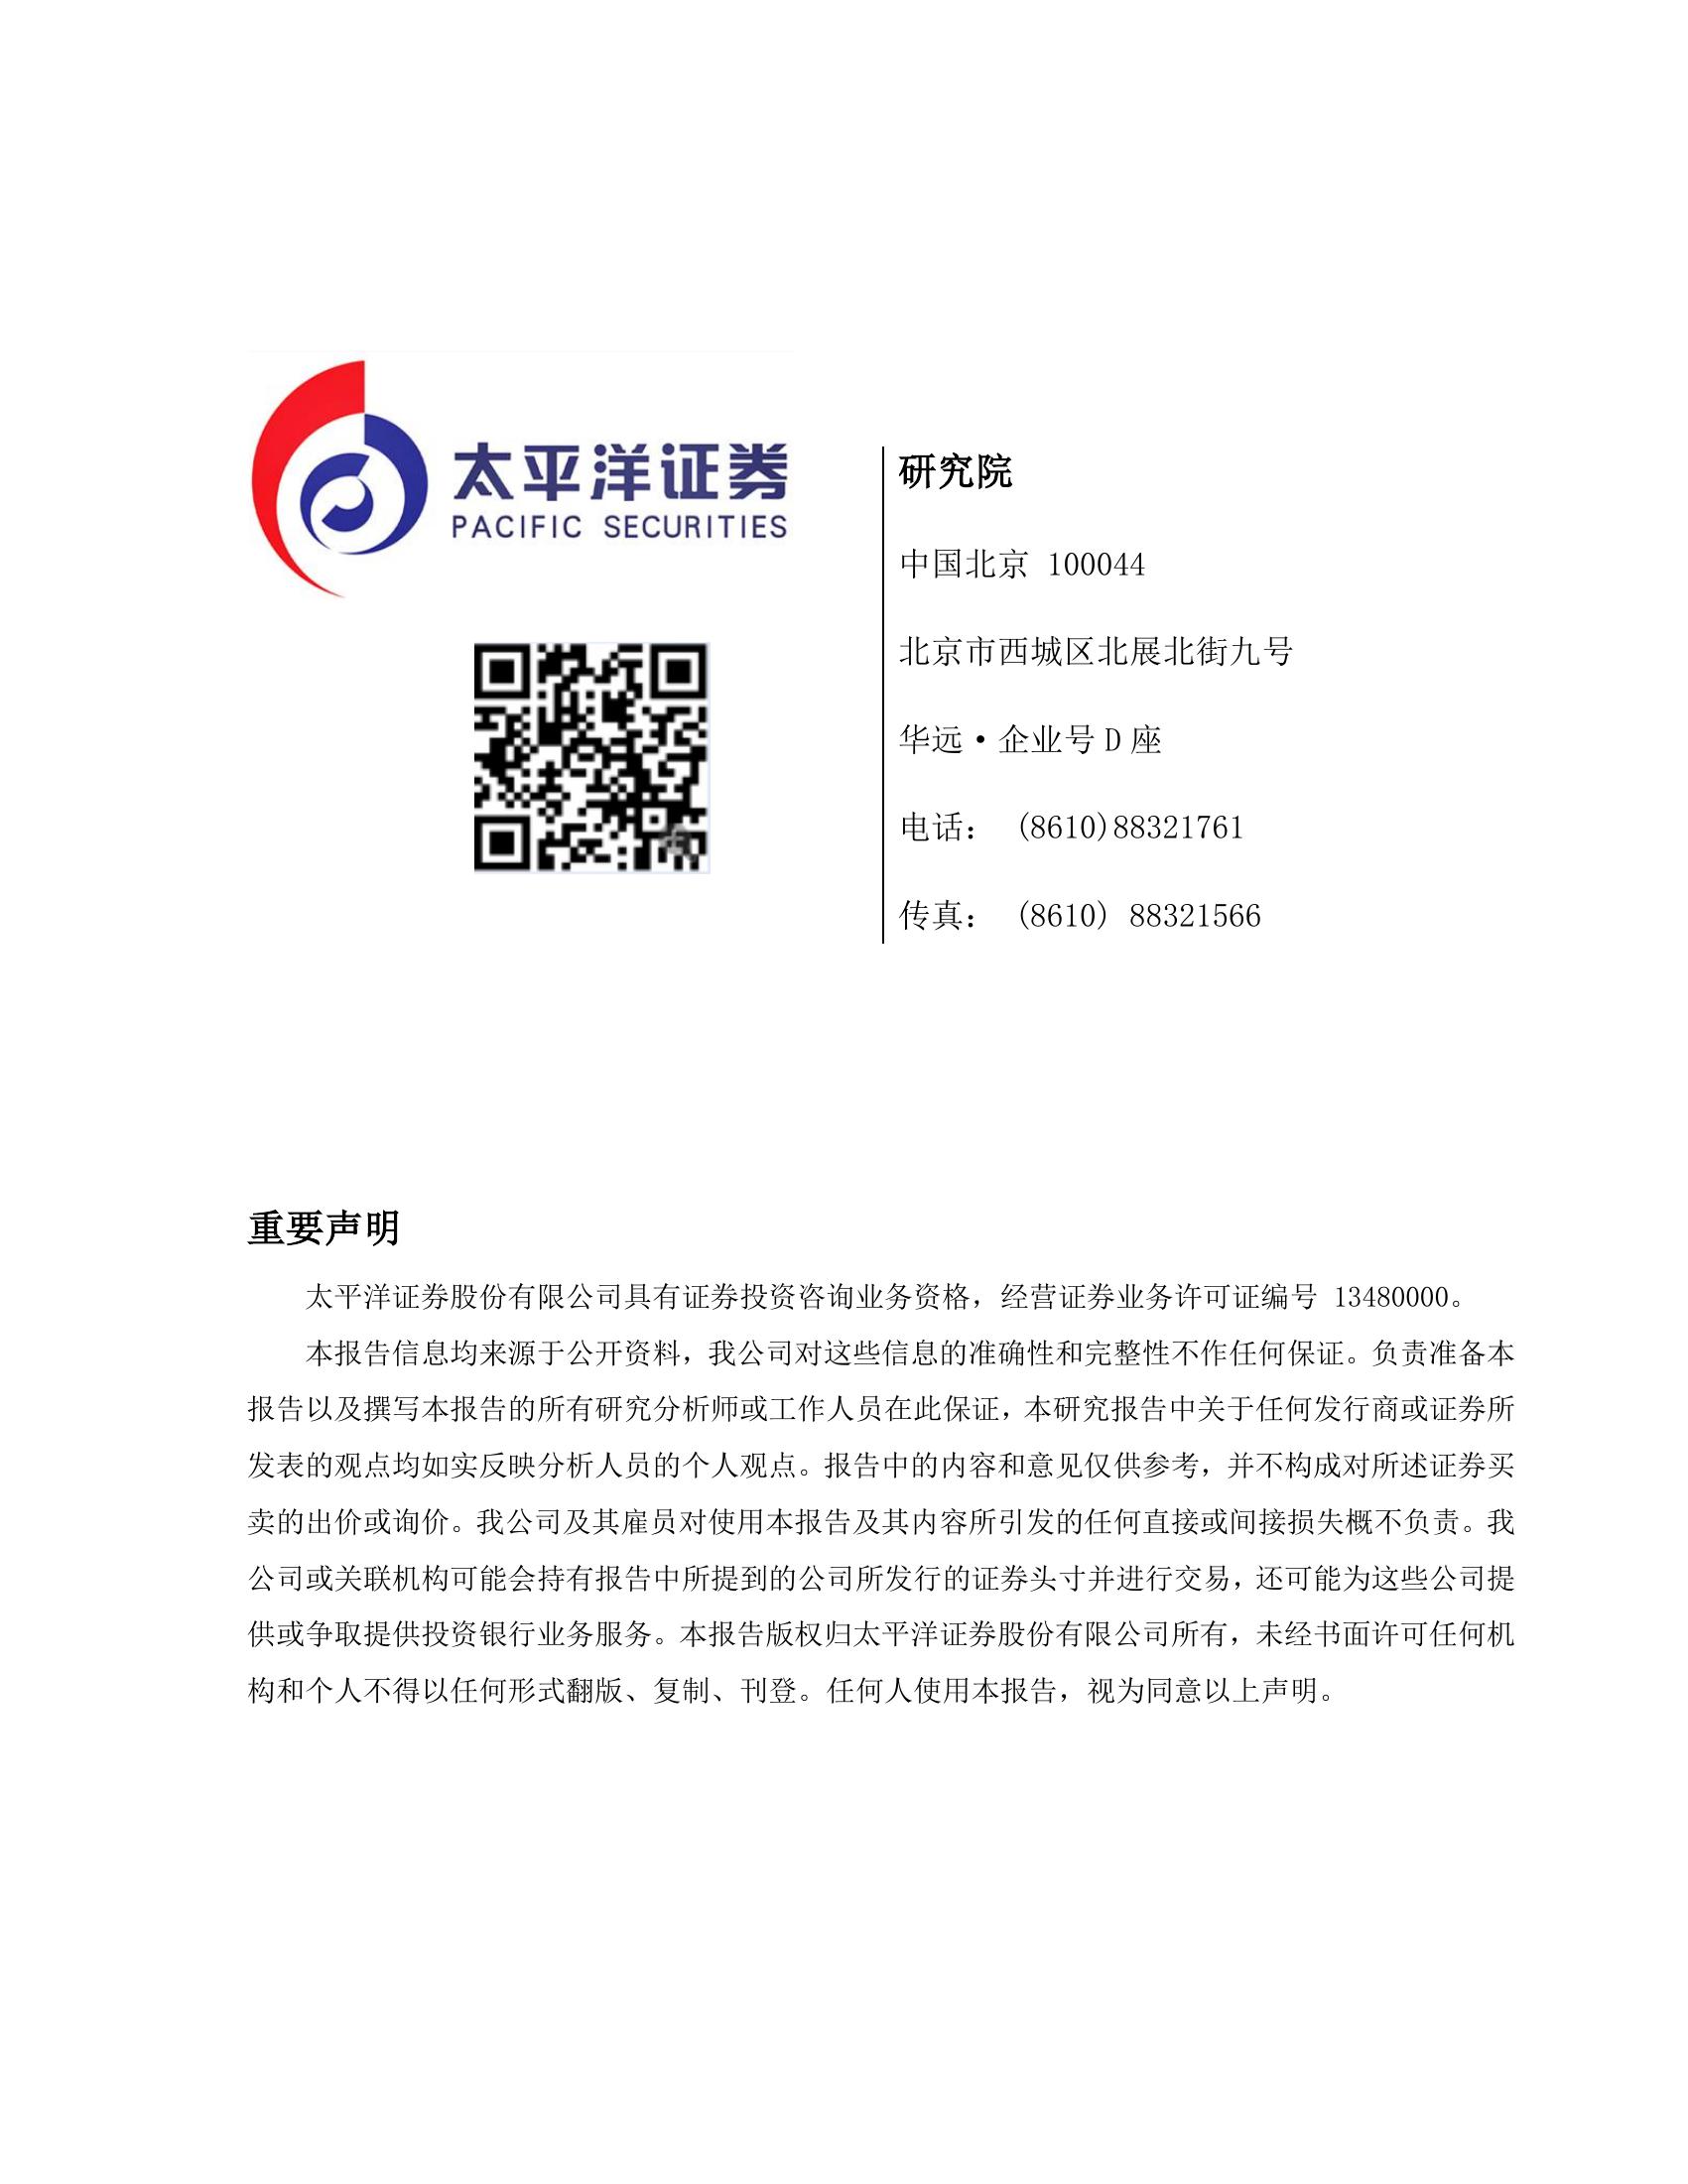 太平洋证券
PACIFIC SECURITIES
研究院
中国北京 100044
北京市西城区北展北街九号
华远·企业号 D 座
电话： (8610)88321761
传真： (8610) 88321566
重要声明
太平洋证券股份有限公司具有证券投资咨询业务资格，经营证券业务许可证编号 13480000。
本报告信息均来源于公开资料，我公司对这些信息的准确性和完整性不作任何保证。负责准备本
报告以及撰写本报告的所有研究分析师或工作人员在此保证，本研究报告中关于任何发行商或证券所
发表的观点均如实反映分析人员的个人观点。报告中的内容和意见仅供参考，并不构成对所述证券买
卖的出价或询价。我公司及其雇员对使用本报告及其内容所引发的任何直接或间接损失概不负责。我
公司或关联机构可能会持有报告中所提到的公司所发行的证券头寸并进行交易，还可能为这些公司提
供或争取提供投资银行业务服务。本报告版权归太平洋证券股份有限公司所有，未经书面许可任何机
构和个人不得以任何形式翻版、复制、刊登。任何人使用本报告，视为同意以上声明。